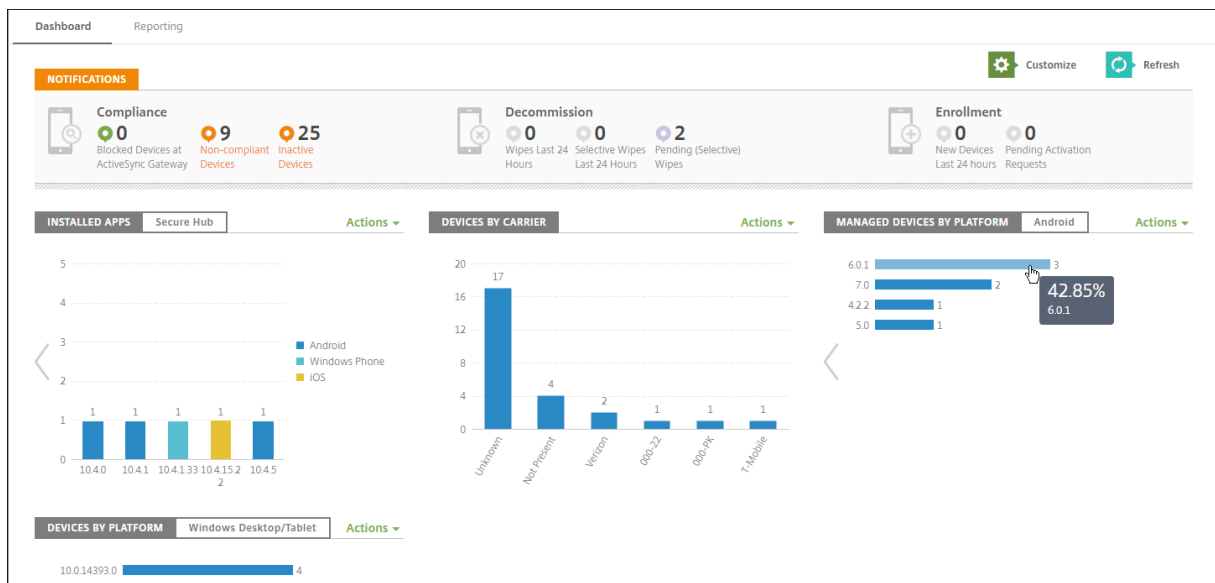 Dashboard Reporting
Customize Refresh
NOTIFICATIONS
Compliance
0 9 25
Blocked Devices at Non-compliant Inactive
ActiveSync Gateway Devices Devices
Decommission
0 0 2
Wipes Last 24 Selective Wipes Pending (Selective)
Hours Last 24 Hours Wipes
Enrollment
0 0
New Devices Pending Activation
Last 24 hours Requests
INSTALLED APPS Secure Hub Actions
5
4
3
2
1
0
1 1 1 1 1
10.4.0 10.4.1 10.4.1.33 10.4.15.2 10.4.5
2
Android
Windows Phone
iOS
DEVICES BY CARRIER Actions
20
16
12
8
4
0
17
4
2
1
1
1
Unknown
Not Present
Verizon
000-22
000-PK
T-Mobile
MANAGED DEVICES BY PLATFORM Android Actions
6.0.1 3
7.0 2
4.2.2 1
5.0 1
42.85%
6.0.1
DEVICES BY PLATFORM Windows Desktop/Tablet Actions
10.0.14393.0 4